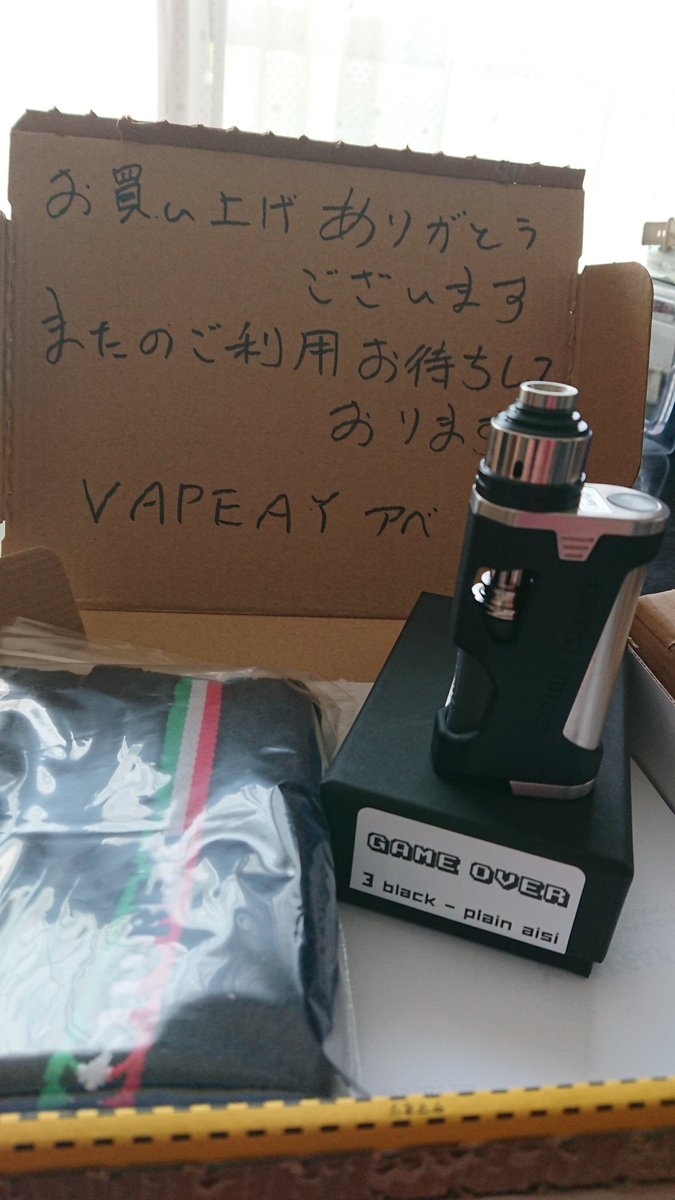 お買い上げ ありがとう
ございます
またのご利用 お待ちして
おります
VAPEAY アベ
GAME OVER
3 black - plain aisi